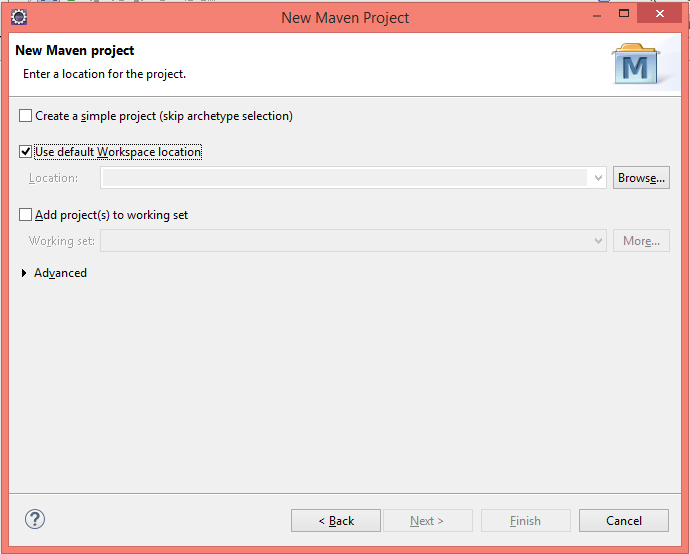 New Maven Project
New Maven project
Enter a location for the project.
M
Create a simple project (skip archetype selection)
Use default Workspace location
Location:
Browse...
Add project(s) to working set
Working set:
More...
Advanced
?
< Back
Next >
Finish
Cancel